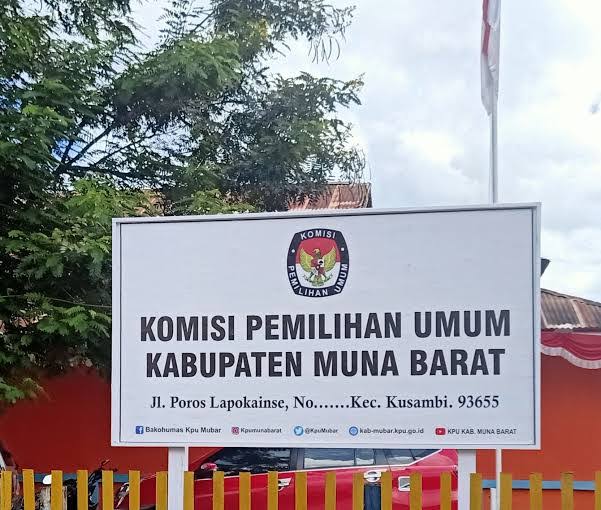 KOMISI
PEMILIHAN UMUM
KOMISI PEMILIHAN UMUM
KABUPATEN MUNA BARAT
Jl. Poros Lapokainse, No.......Kec. Kusambi. 93655
Bakohumas Kpu Mubar Kpumunabarat @KpuMubar kab-mubar.kpu.go.id KPU KAB. MUNA BARAT